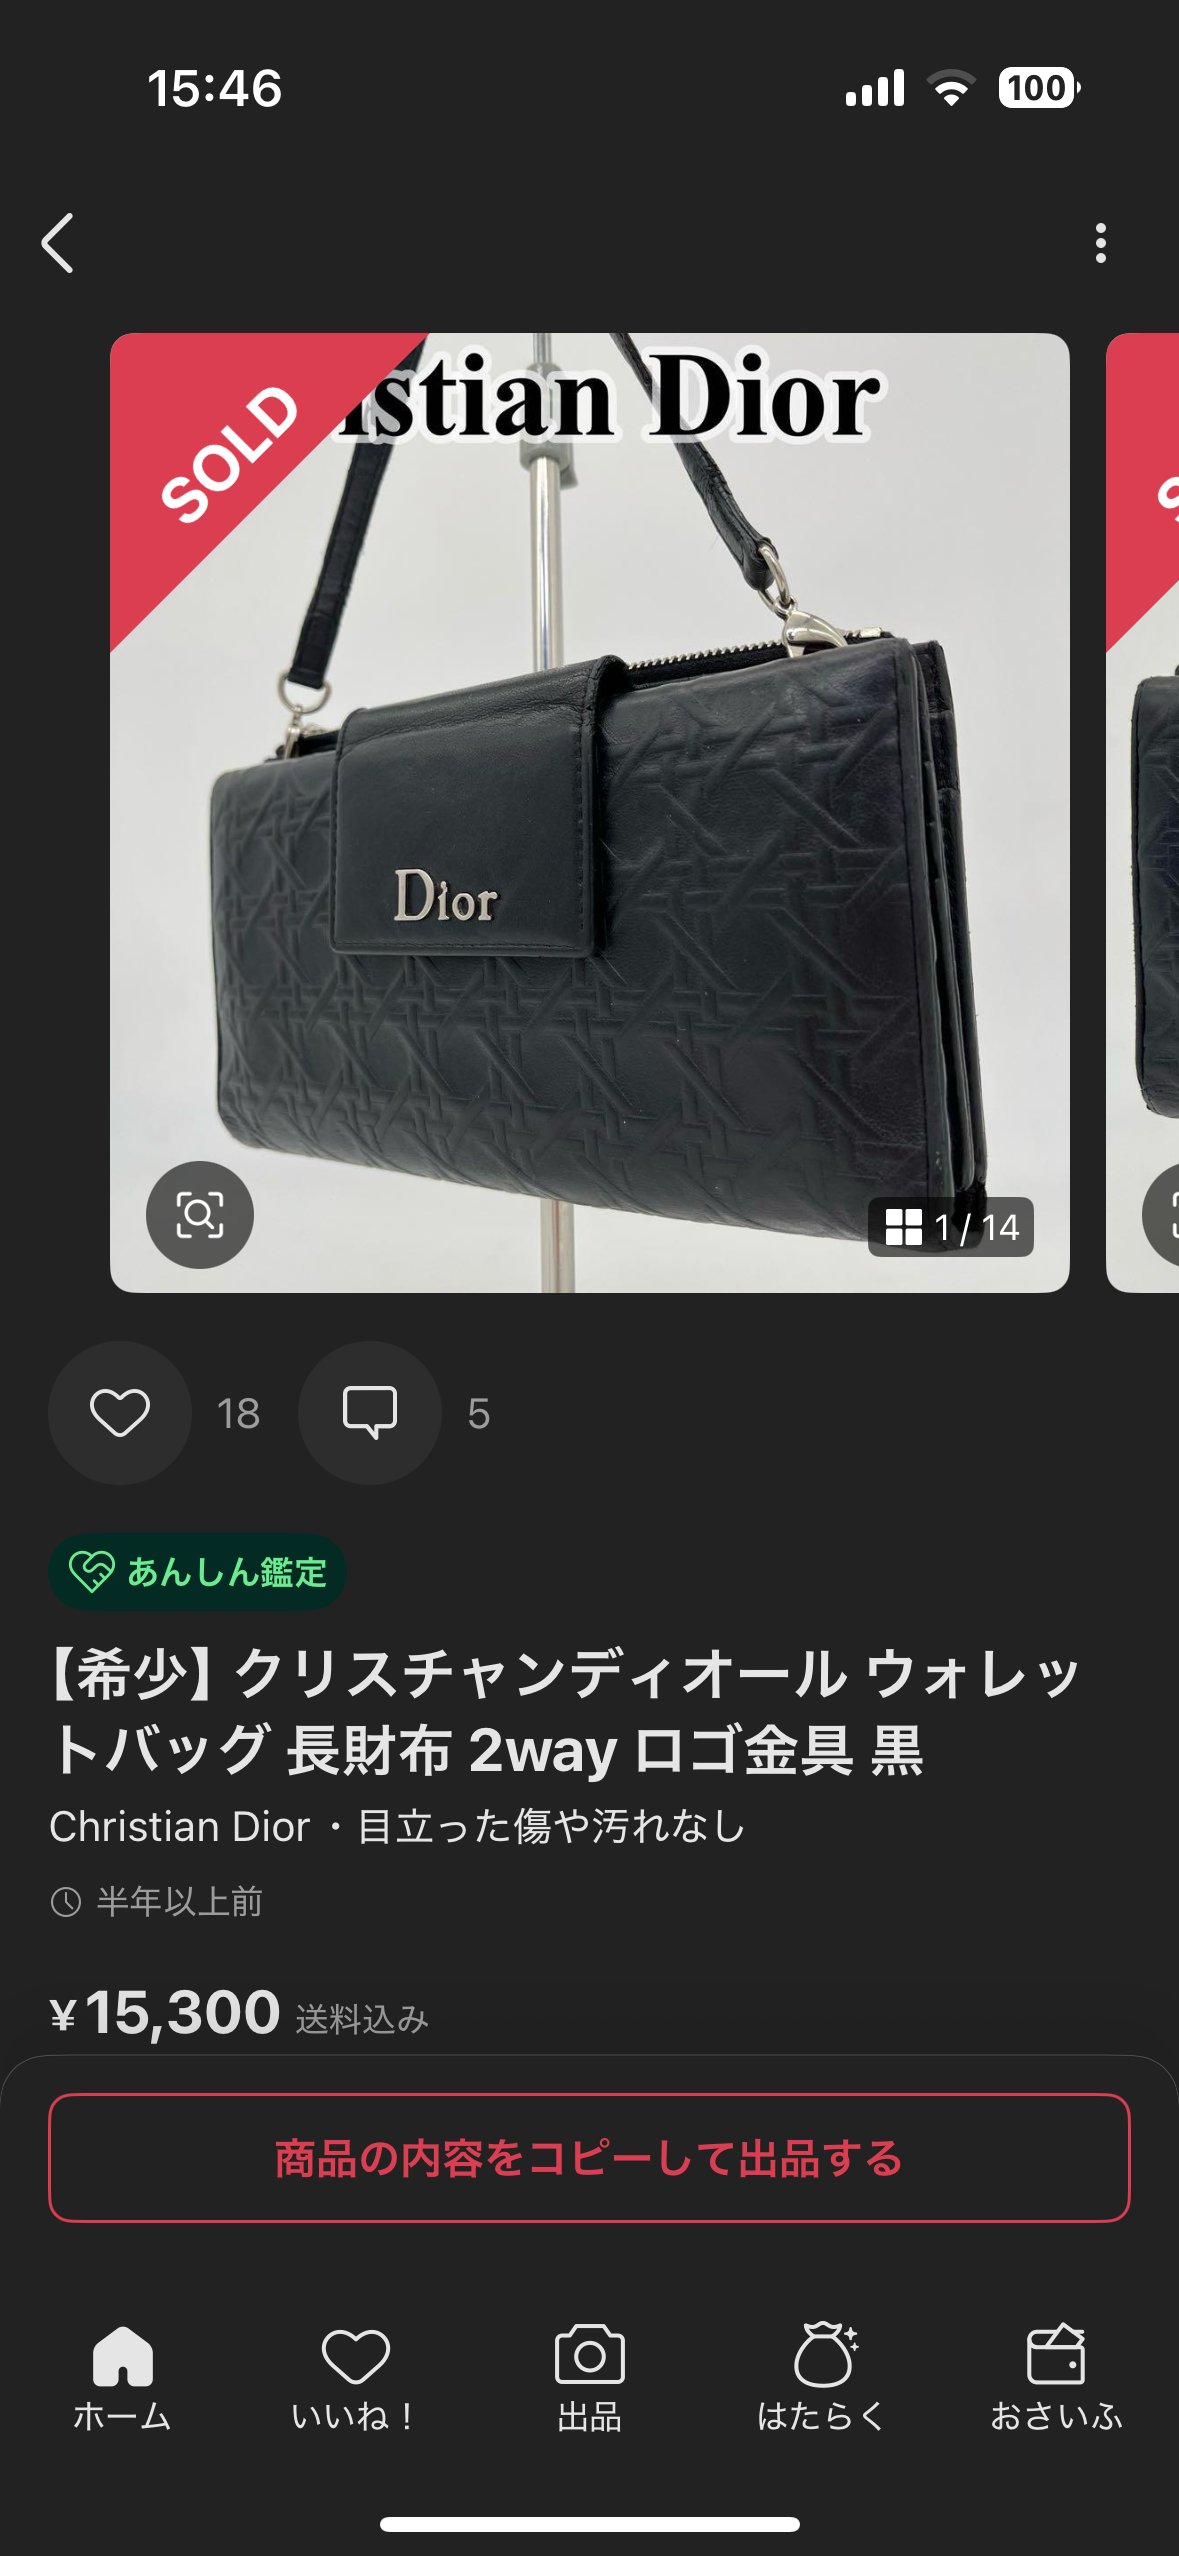 15:46
100
SOLD
istian Dior
Dior
1 / 14
18
5
あんしん鑑定
【希少】クリスチャンディオール ウォレッ
トバッグ 長財布 2way ロゴ金具 黒
Christian Dior・目立った傷や汚れなし
半年以上前
¥15,300 送料込み
商品の内容をコピーして出品する
ホーム
いいね！
出品
はたらく
おさいふ